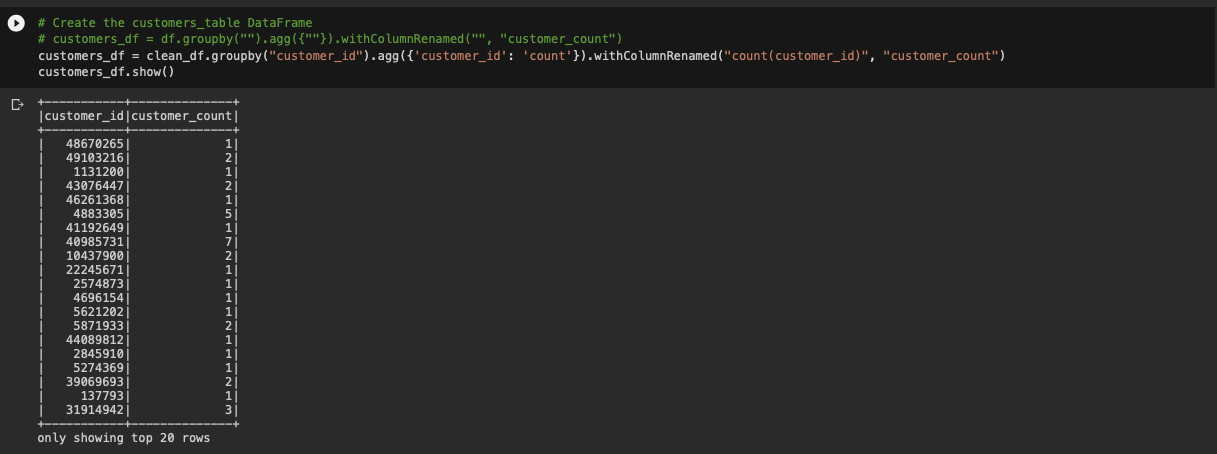 # Create the customers_table DataFrame
# customers_df = df.groupby("").agg({""}).withColumnRenamed("", "customer_count")
customers_df = clean_df.groupby("customer_id").agg({'customer_id': 'count'}).withColumnRenamed("count(customer_id)", "customer_count")
customers_df.show()
+-----------+--------------+
|customer_id|customer_count|
+-----------+--------------+
|   48670265|             1|
|   49103216|             2|
|    1131200|             1|
|   43076447|             2|
|   46261368|             1|
|    4883305|             5|
|   41192649|             1|
|   40985731|             7|
|   10437900|             2|
|   22245671|             1|
|    2574873|             1|
|    4696154|             1|
|    5621202|             1|
|    5871933|             2|
|   44089812|             1|
|    2845910|             1|
|    5274369|             1|
|   39069693|             2|
|     137793|             1|
|   31914942|             3|
+-----------+--------------+
only showing top 20 rows